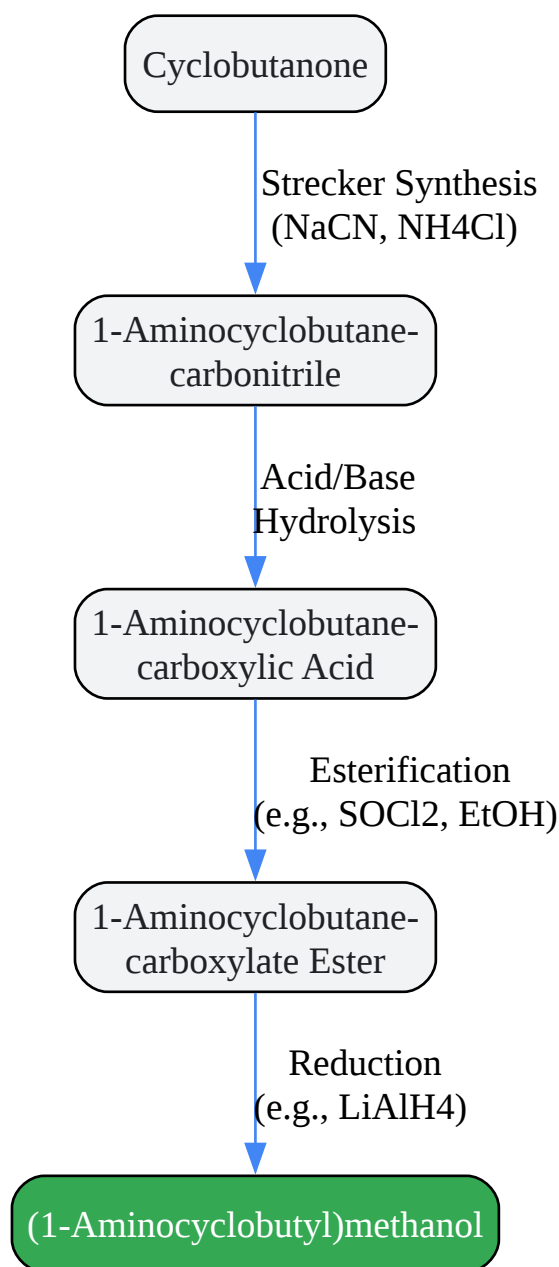 Cyclobutanone
Strecker Synthesis
(NaCN, NH4Cl)
1-Aminocyclobutane-
carbonitrile
Acid/Base
Hydrolysis
1-Aminocyclobutane-
carboxylic Acid
Esterification
(e.g., SOCl2, EtOH)
1-Aminocyclobutane-
carboxylate Ester
Reduction
(e.g., LiAlH4)
(1-Aminocyclobutyl)methanol